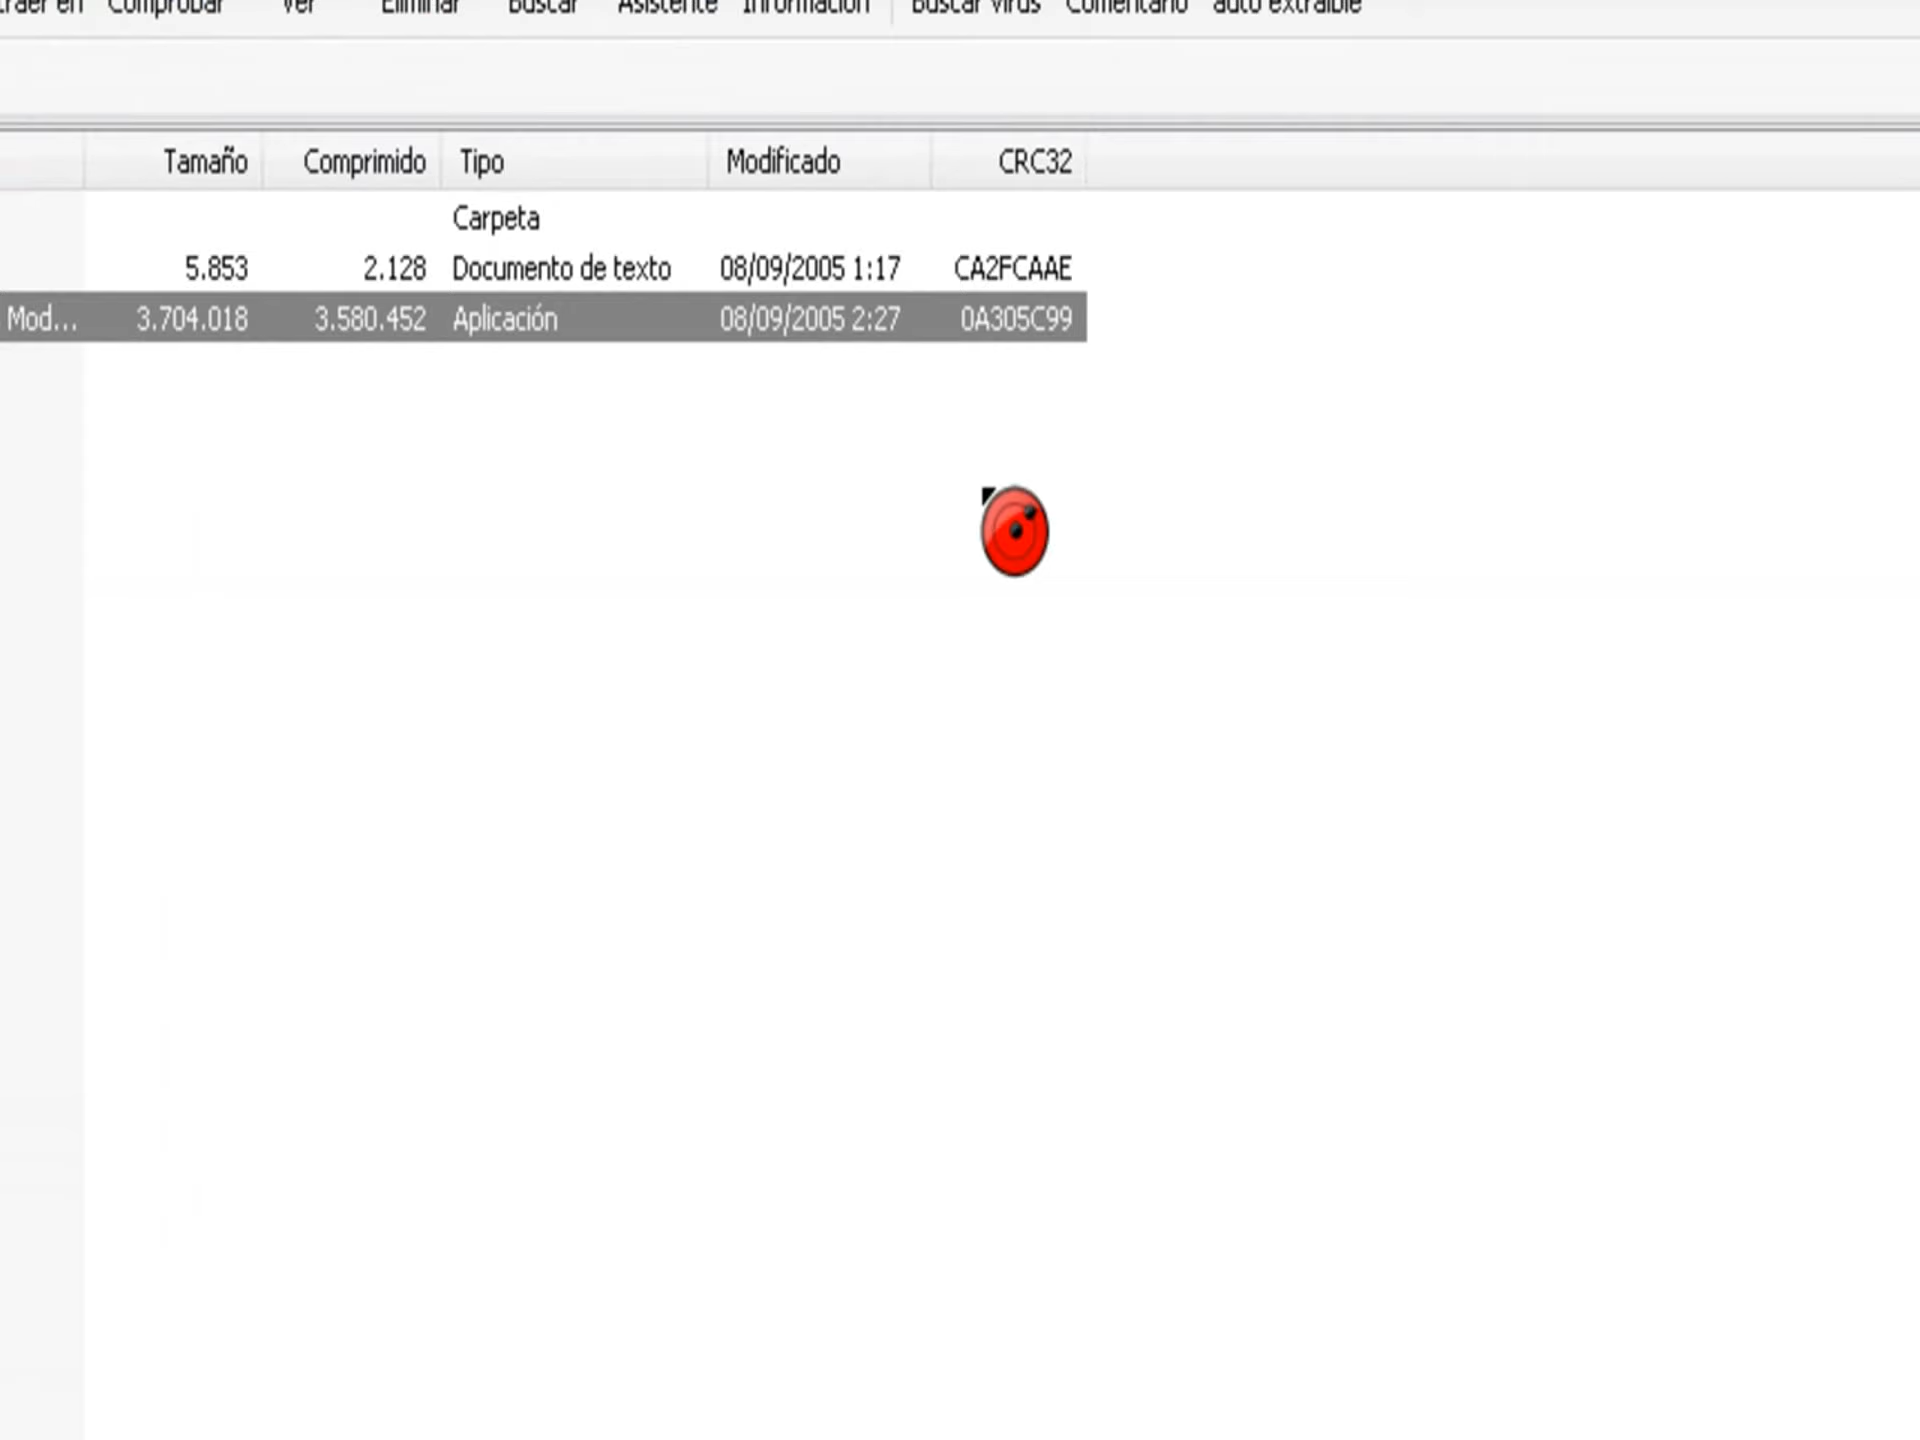 Comprobar Ver Eliminar Buscar Asistente Información Buscar virus Comentario auto extraíble
Tamaño Comprimido Tipo Modificado CRC32
Carpeta
5.853 2.128 Documento de texto 08/09/2005 1:17 CA2FCAAE
Mod... 3.704.018 3.580.452 Aplicación 08/09/2005 2:27 0A305C99